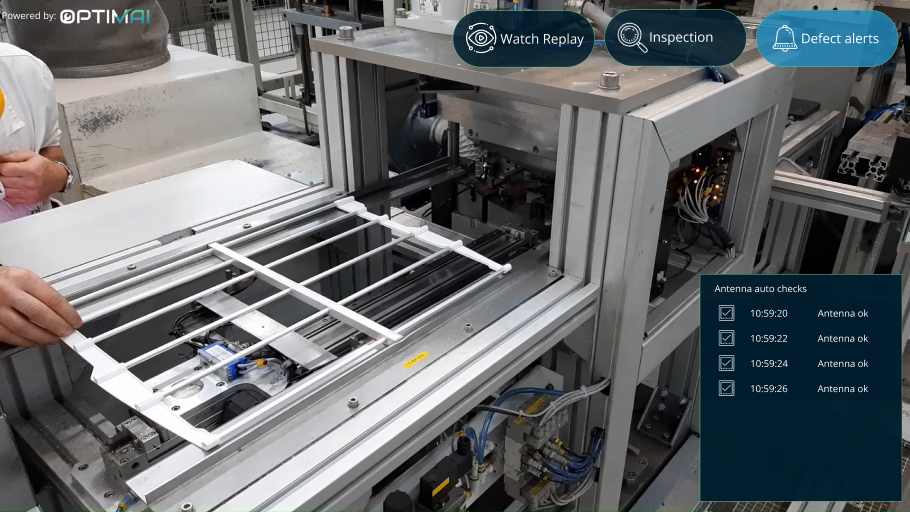 Powered by: OPTIMAI
Watch Replay
Inspection
Defect alerts
Antenna auto checks
10:59:20 Antenna ok
10:59:22 Antenna ok
10:59:24 Antenna ok
10:59:26 Antenna ok